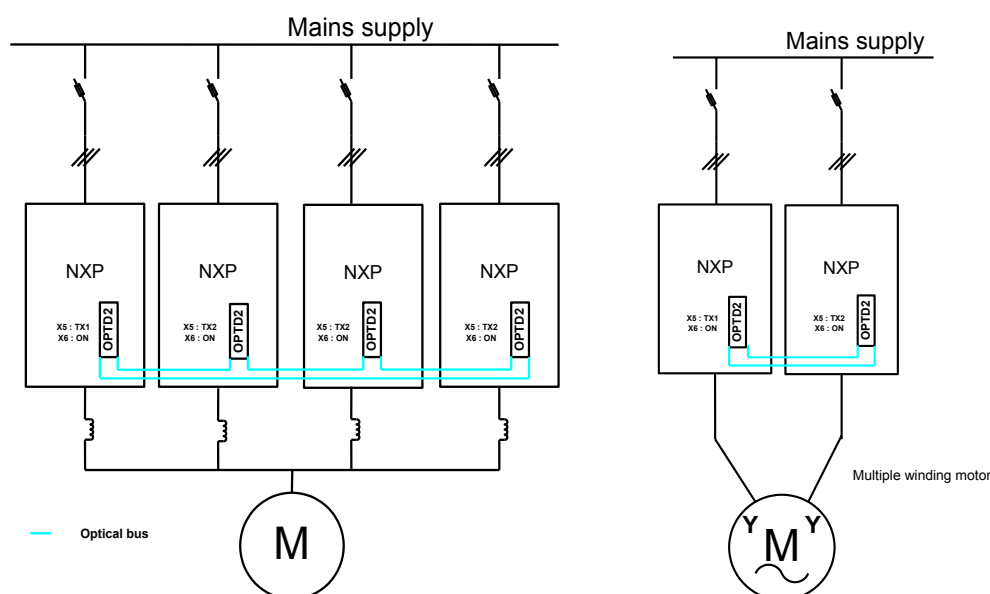 Mains supply
NXP
X5 : TX1
X6 : ON
OPTD2
NXP
X5 : TX2
X6 : ON
OPTD2
NXP
X5 : TX2
X6 : ON
OPTD2
NXP
X5 : TX2
X6 : ON
OPTD2
Optical bus
M
Mains supply
NXP
X5 : TX1
X6 : ON
OPTD2
NXP
X5 : TX2
X6 : ON
OPTD2
Multiple winding motor
Y M Y